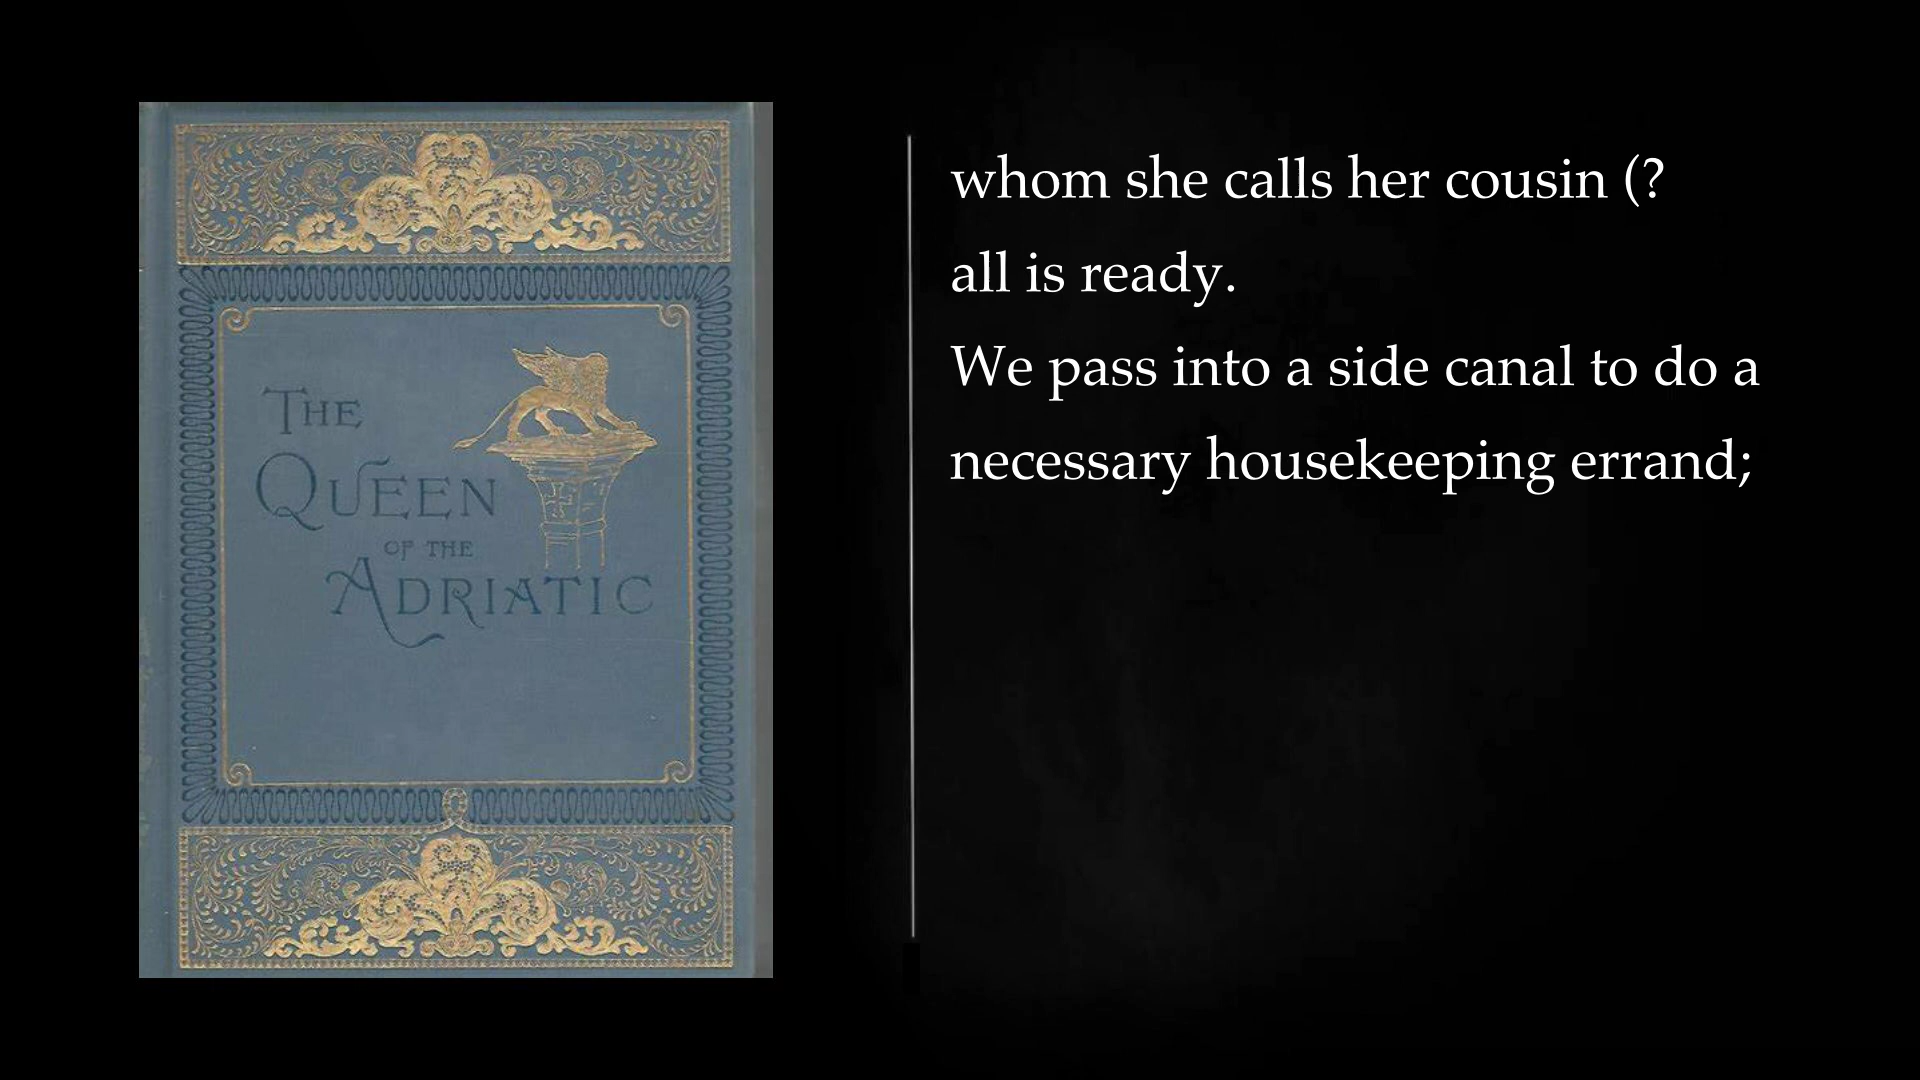 THE
QUEEN
OF THE
ADRIATIC
whom she calls her cousin (?
all is ready.
We pass into a side canal to do a
necessary housekeeping errand;